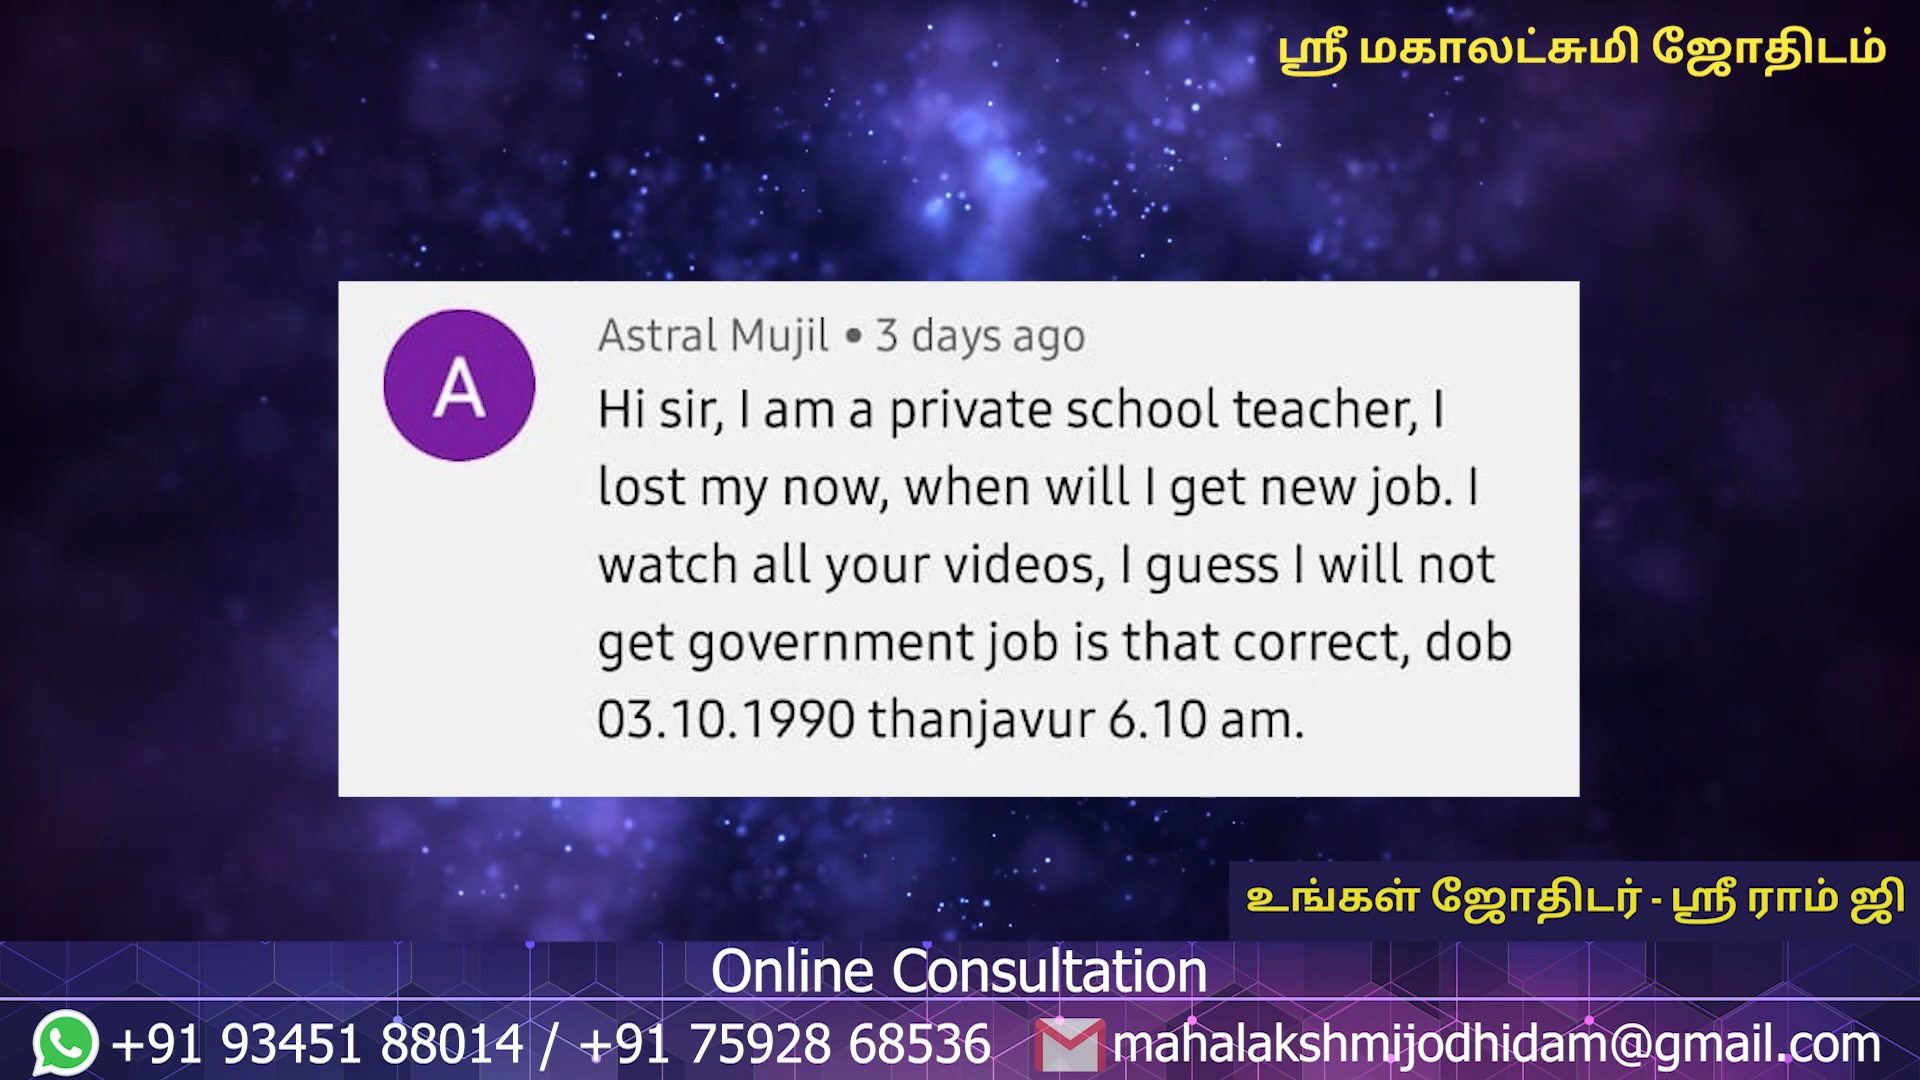 ஸ்ரீ மகாலட்சுமி ஜோதிடம்
A
Astral Mujil • 3 days ago
Hi sir, I am a private school teacher, I
lost my now, when will I get new job. I
watch all your videos, I guess I will not
get government job is that correct, dob
03.10.1990 thanjavur 6.10 am.
உங்கள் ஜோதிடர் - ஸ்ரீ ராம் ஜி
Online Consultation
+91 93451 88014 / +91 75928 68536 mahalakshmijodhidam@gmail.com